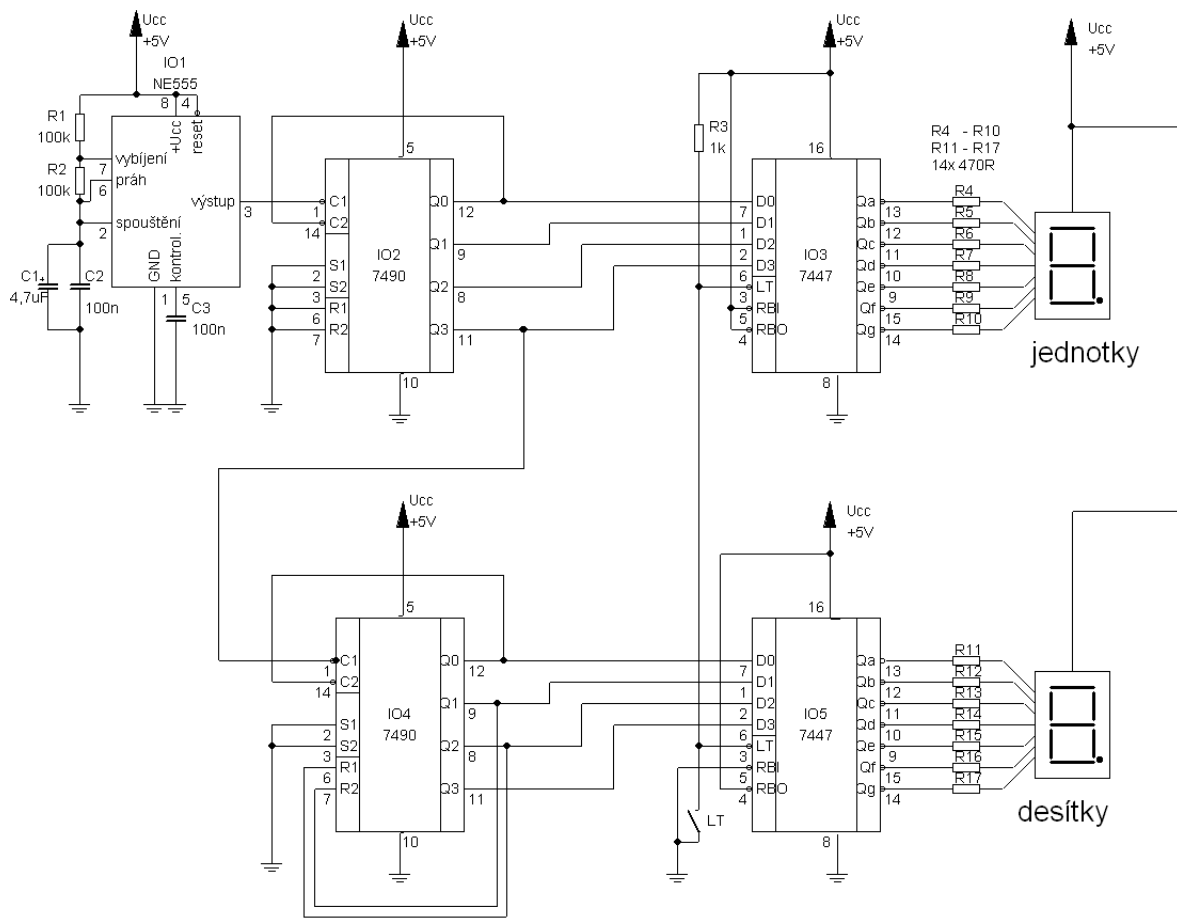 Ucc
+5V
IO1
NE555
8 4
R1
100k
R2
100k
+Ucc
reset
vybíjení
7
práh
6
výstup
3
spouštění
2
kontrol.
GND
1 5
C1
+
4,7uF
C2
100n
C3
100n
Ucc
+5V
5
C1
1
C2
14
S1
2
S2
3
R1
6
R2
7
IO2
7490
Q0
12
Q1
9
Q2
8
Q3
11
10
Ucc
+5V
R3
1k
16
D0
7
D1
1
D2
2
D3
6
LT
3
RBI
5
RBO
4
IO3
7447
Qa
13
Qb
12
Qc
11
Qd
10
Qe
9
Qf
15
Qg
14
8
R4 - R10
R11 - R17
14x 470R
R4
R5
R6
R7
R8
R9
R10
Ucc
+5V
jednotky
Ucc
+5V
5
C1
1
C2
14
S1
2
S2
3
R1
6
R2
7
IO4
7490
Q0
12
Q1
9
Q2
8
Q3
11
10
Ucc
+5V
16
D0
7
D1
1
D2
2
D3
6
LT
3
RBI
5
RBO
4
LT
IO5
7447
Qa
13
Qb
12
Qc
11
Qd
10
Qe
9
Qf
15
Qg
14
8
R11
R12
R13
R14
R15
R16
R17
desítky